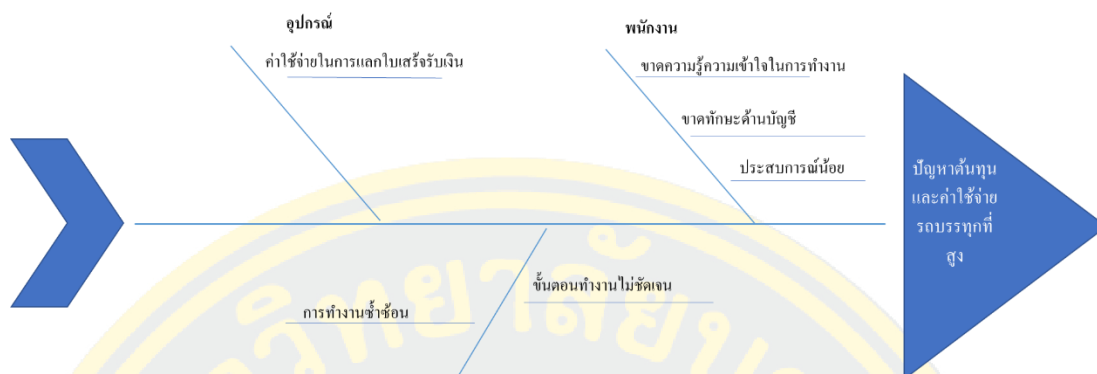 อุปกรณ์
ค่าใช้จ่ายในการแลกใบเสร็จรับเงิน
พนักงาน
ขาดความรู้ความเข้าใจในการทำงาน
ขาดทักษะด้านบัญชี
ประสบการณ์น้อย
ปัญหาต้นทุน
และค่าใช้จ่าย
รถบรรทุกที่
สูง
ขั้นตอนทำงานไม่ชัดเจน
การทำงานซ้ำซ้อน
วิทยาลัย